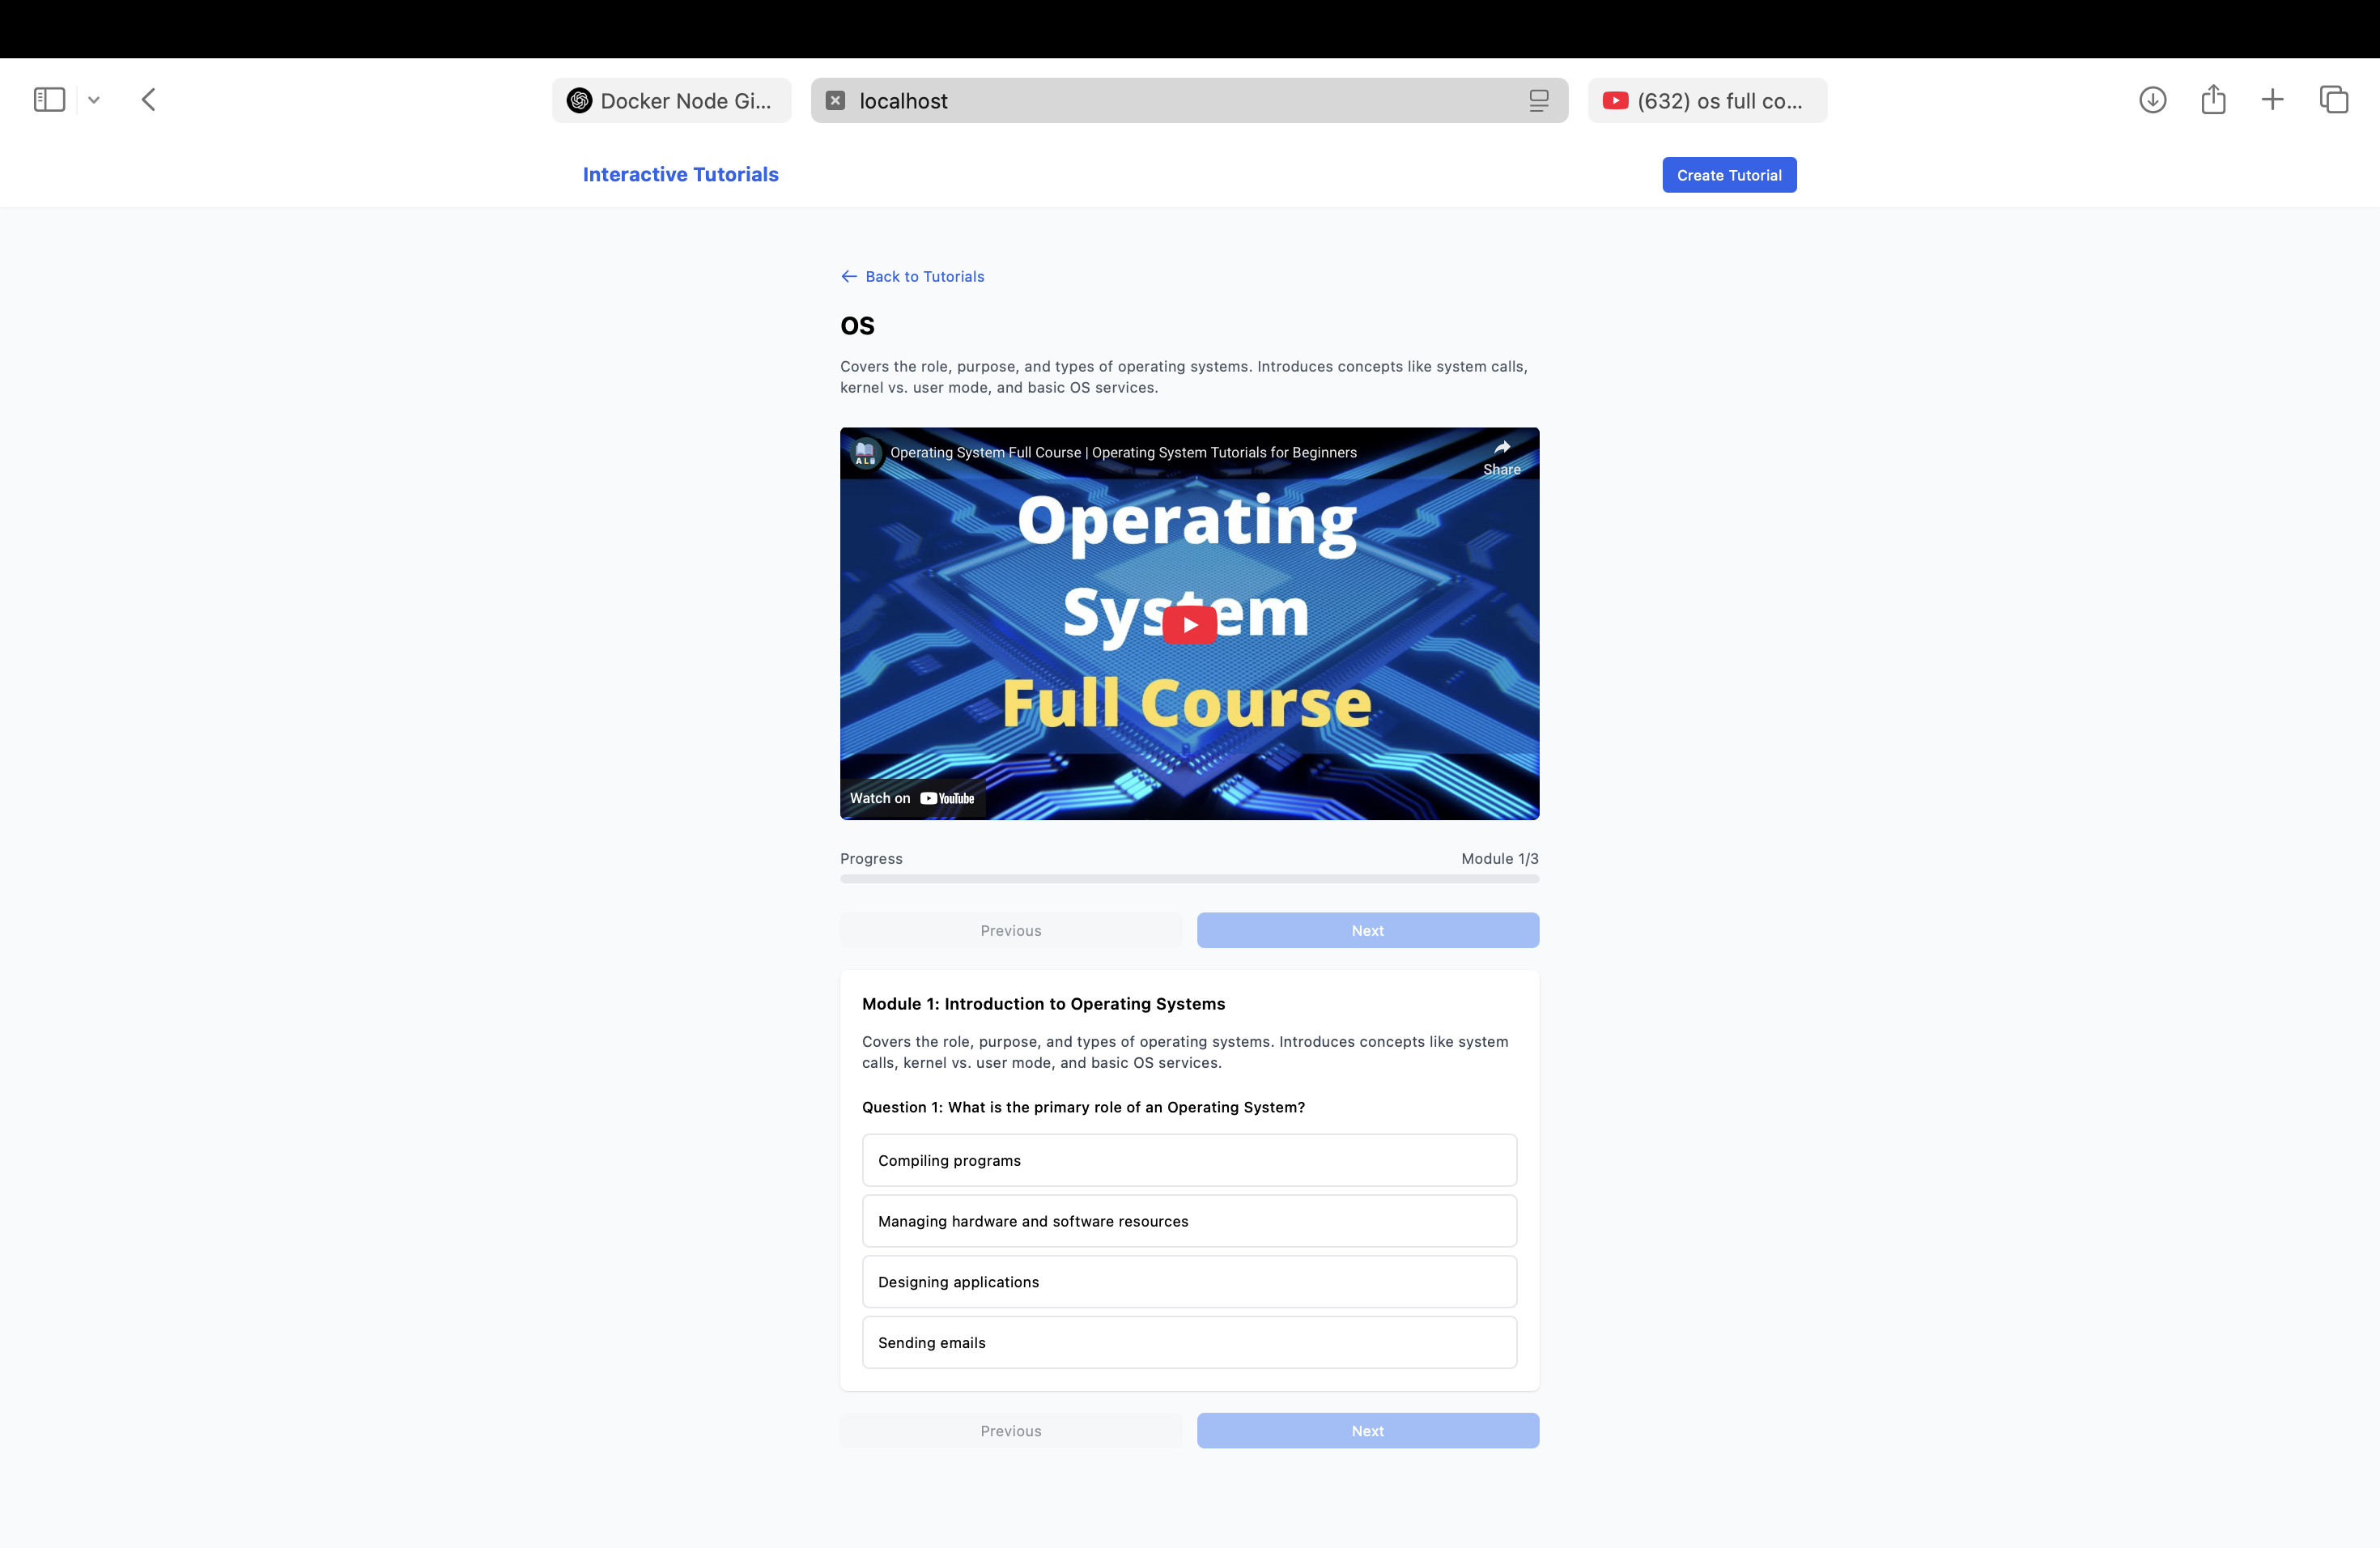 Docker Node Gi...
localhost
(632) os full co...
Interactive Tutorials
Create Tutorial
← Back to Tutorials
OS
Covers the role, purpose, and types of operating systems. Introduces concepts like system calls,
kernel vs. user mode, and basic OS services.
ALU
Operating System Full Course | Operating System Tutorials for Beginners
Share
Operating
System
Full Course
Watch on YouTube
Progress
Module 1/3
Previous
Next
Module 1: Introduction to Operating Systems
Covers the role, purpose, and types of operating systems. Introduces concepts like system
calls, kernel vs. user mode, and basic OS services.
Question 1: What is the primary role of an Operating System?
Compiling programs
Managing hardware and software resources
Designing applications
Sending emails
Previous
Next